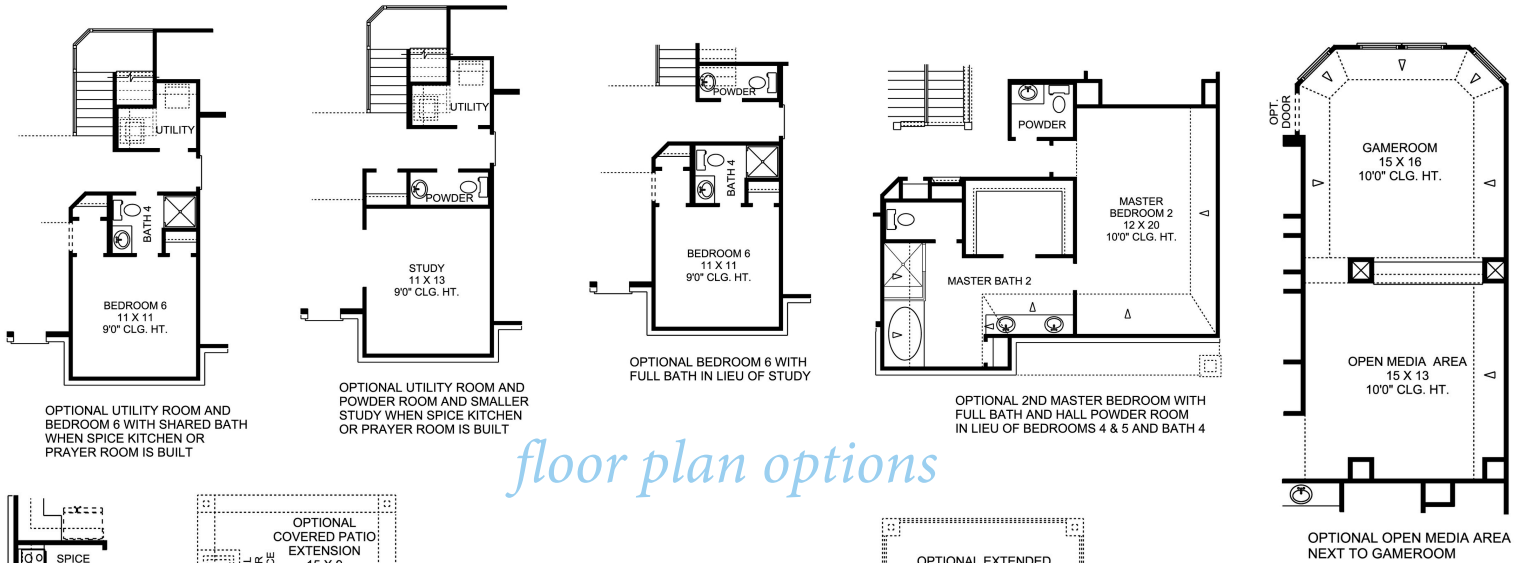 UTILITY
BATH 4
BEDROOM 6
11 X 11
9'0" CLG. HT.
OPTIONAL UTILITY ROOM AND
BEDROOM 6 WITH SHARED BATH
WHEN SPICE KITCHEN OR
PRAYER ROOM IS BUILT
UTILITY
POWDER
STUDY
11 X 13
9'0" CLG. HT.
OPTIONAL UTILITY ROOM AND
POWDER ROOM AND SMALLER
STUDY WHEN SPICE KITCHEN
OR PRAYER ROOM IS BUILT
POWDER
BATH 4
BEDROOM 6
11 X 11
9'0" CLG. HT.
OPTIONAL BEDROOM 6 WITH
FULL BATH IN LIEU OF STUDY
POWDER
MASTER
BEDROOM 2
12 X 20
10'0" CLG. HT.
MASTER BATH 2
OPTIONAL 2ND MASTER BEDROOM WITH
FULL BATH AND HALL POWDER ROOM
IN LIEU OF BEDROOMS 4 & 5 AND BATH 4
OPT.
DOOR
GAMEROOM
15 X 16
10'0" CLG. HT.
OPEN MEDIA AREA
15 X 13
10'0" CLG. HT.
OPTIONAL OPEN MEDIA AREA
NEXT TO GAMEROOM
floor plan options
SPICE
OPTIONAL
COVERED PATIO
EXTENSION
OPTIONAL EXTENDED